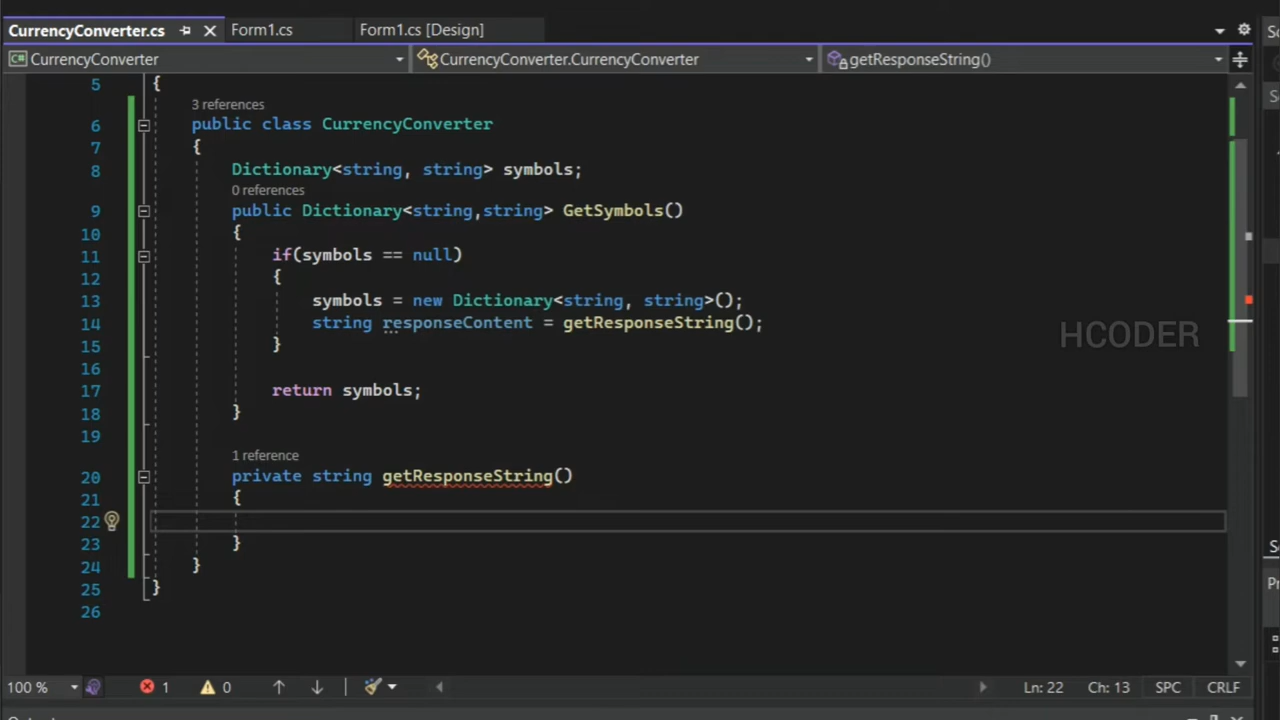 CurrencyConverter.cs
Form1.cs
Form1.cs [Design]
C# CurrencyConverter
CurrencyConverter.CurrencyConverter
getResponseString()
5 {
3 references
6 public class CurrencyConverter
7 {
8 Dictionary<string, string> symbols;
0 references
9 public Dictionary<string,string> GetSymbols()
10 {
11 if(symbols == null)
12 {
13 symbols = new Dictionary<string, string>();
14 string responseContent = getResponseString();
15 }
16
17 return symbols;
18 }
19
1 reference
20 private string getResponseString()
21 {
22
23 }
24 }
25 }
26
HCODER
100 %
1
0
Ln: 22
Ch: 13
SPC
CRLF